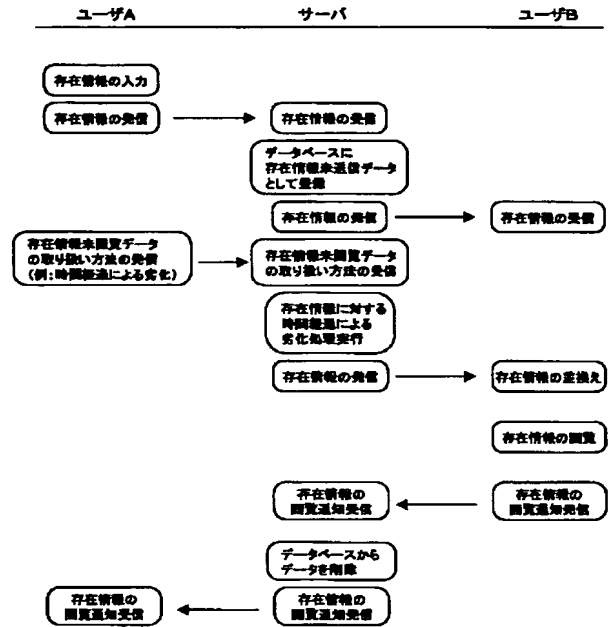 ユーザA
サーバ
ユーザB
存在情報の入力
存在情報の発信
存在情報の受信
データベースに
存在情報未返信データ
として登録
存在情報の発信
存在情報の受信
存在情報未閲覧データ
の取り扱い方法の発信
(例:時間経過による劣化)
存在情報未閲覧データ
の取り扱い方法の受信
存在情報に対する
時間経過による
劣化処理実行
存在情報の発信
存在情報の置換え
存在情報の閲覧
存在情報の
閲覧通知受信
存在情報の
閲覧通知発信
データベースから
データを削除
存在情報の
閲覧通知受信
存在情報の
閲覧通知発信